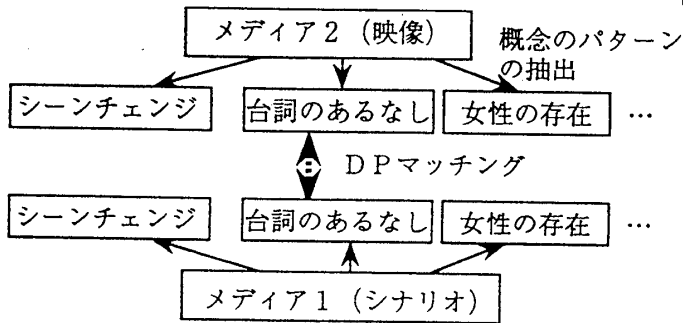 メディア2（映像）
概念のパターン
の抽出
シーンチェンジ
台詞のあるなし
女性の存在
…
DPマッチング
シーンチェンジ
台詞のあるなし
女性の存在
…
メディア1（シナリオ）